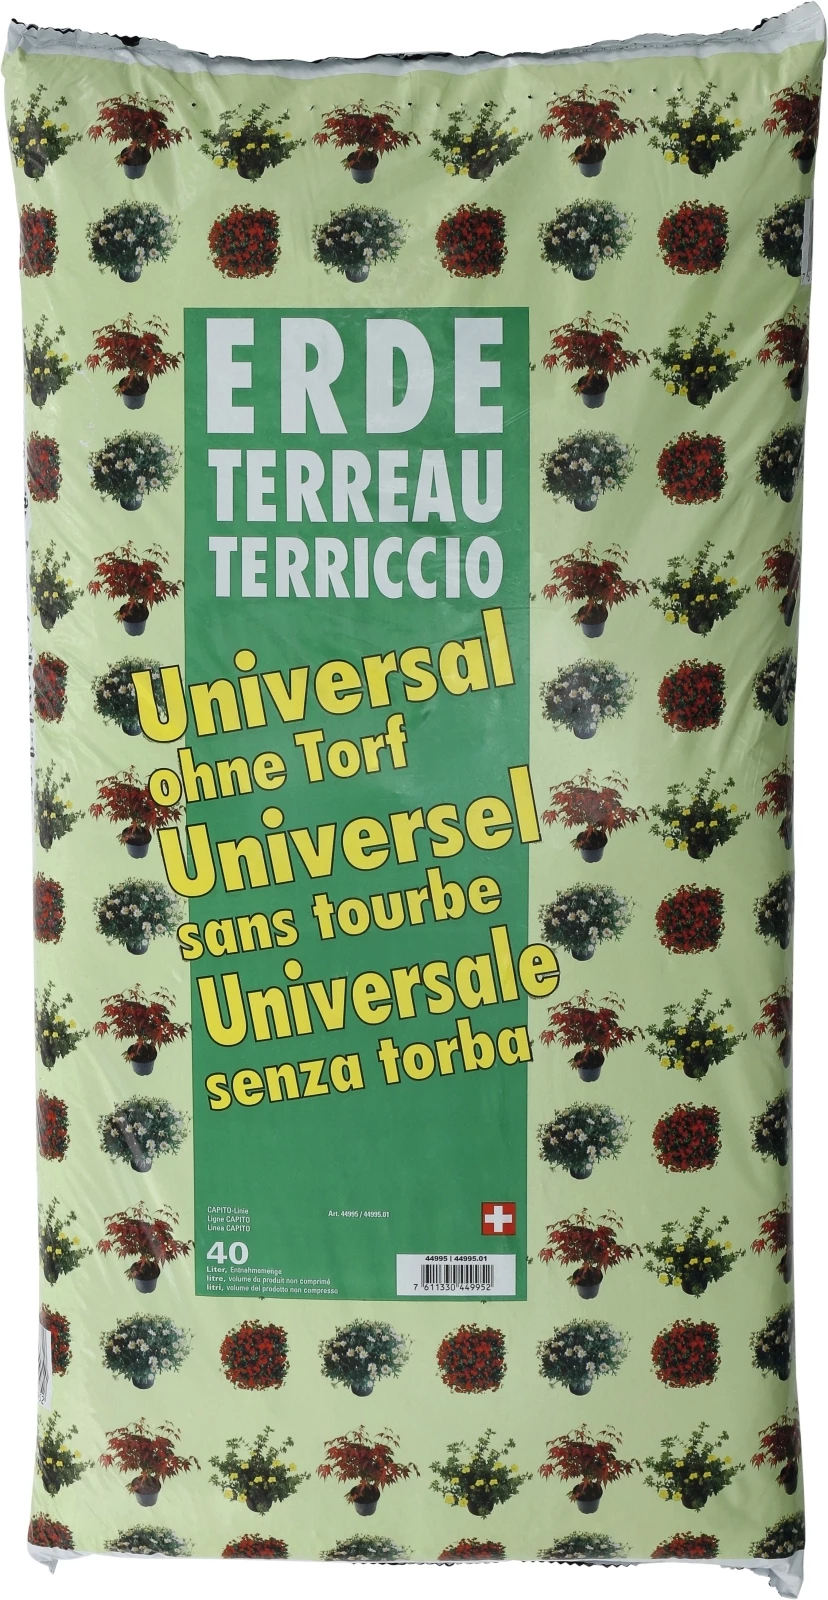 ERDE
TERREAU
TERRICCIO
Universal
ohne Torf
Universel
sans tourbe
Universale
senza torba
CAPITO-Linie
Ligne CAPITO
Linea CAPITO
Art. 44995 / 44995.01
40
Liter, Entnahmemenge
litre, volume du produit non comprimé
litri, volume del prodotto non compresso
44995 | 44995.01
7 611330 449952